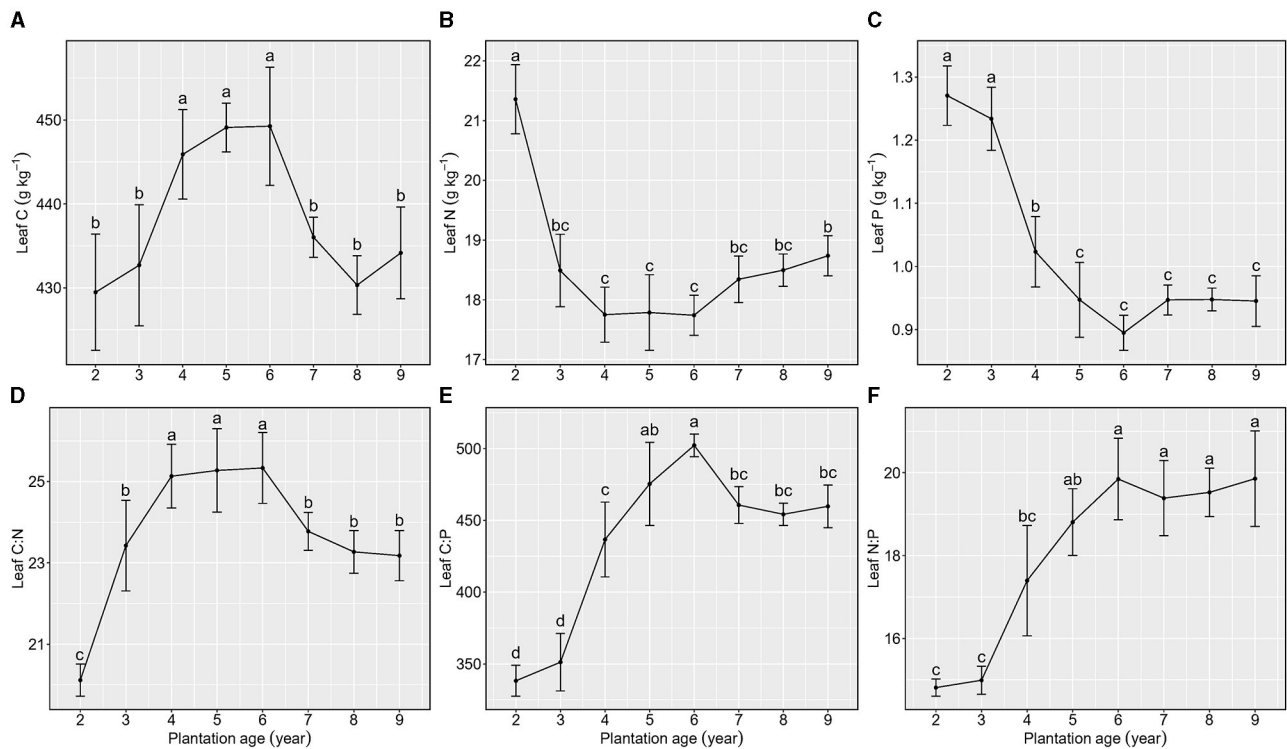 A
B
C
a
a
a
a
b
b
b
b
b
450
440
430
Leaf C (g kg⁻¹)
2 3 4 5 6 7 8 9
a
bc
c
c
c
bc
bc
b
22
21
20
19
18
17
Leaf N (g kg⁻¹)
2 3 4 5 6 7 8 9
a
a
b
c
c
c
c
c
1.3
1.2
1.1
1.0
0.9
Leaf P (g kg⁻¹)
2 3 4 5 6 7 8 9
D
E
F
c
b
a
a
a
b
b
b
25
23
21
Leaf C:N
2 3 4 5 6 7 8 9
Plantation age (year)
d
d
c
ab
a
bc
bc
bc
500
450
400
350
Leaf C:P
2 3 4 5 6 7 8 9
Plantation age (year)
c
c
bc
ab
a
a
a
a
20
18
16
Leaf N:P
2 3 4 5 6 7 8 9
Plantation age (year)